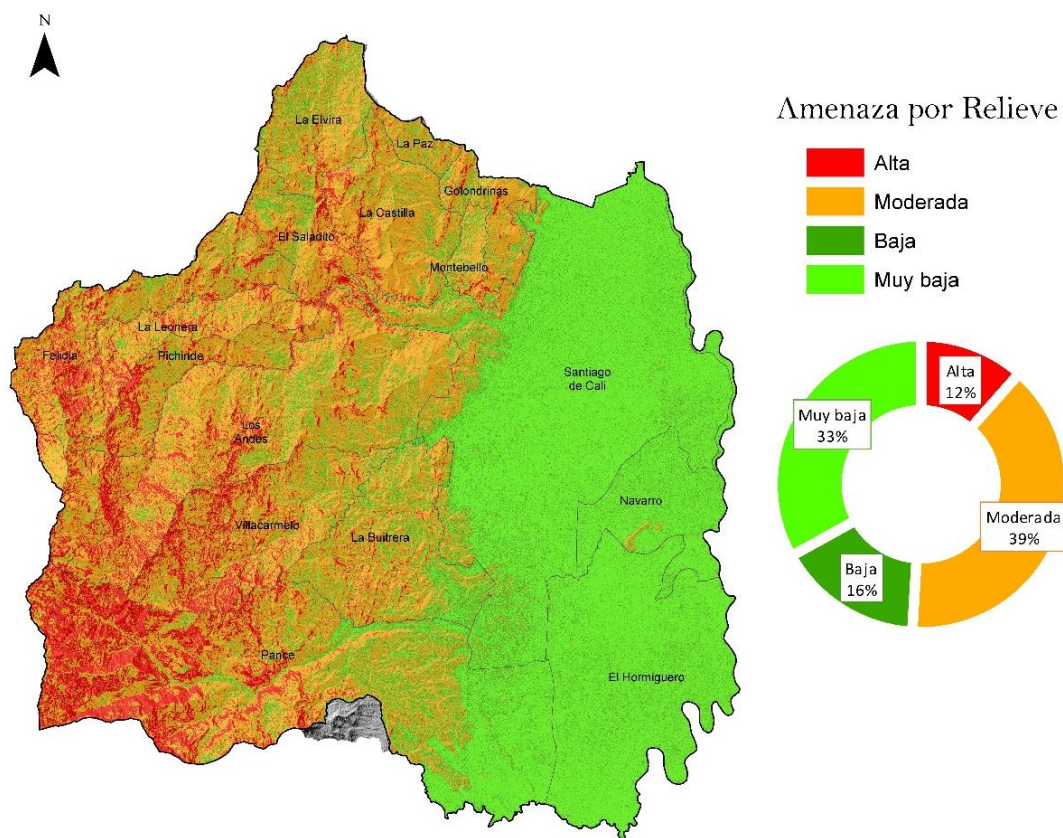 N
La Elvira
La Paz
Golondrinas
La Castilla
El Saladito
Montebello
La Leonera
Felidia
Pichinde
Los
Andes
Villacarmelo
La Buitrera
Pance
Santiago
de Cali
Navarro
El Hormiguero
Amenaza por Relieve
Alta
Moderada
Baja
Muy baja
Alta
12%
Muy baja
33%
Moderada
39%
Baja
16%